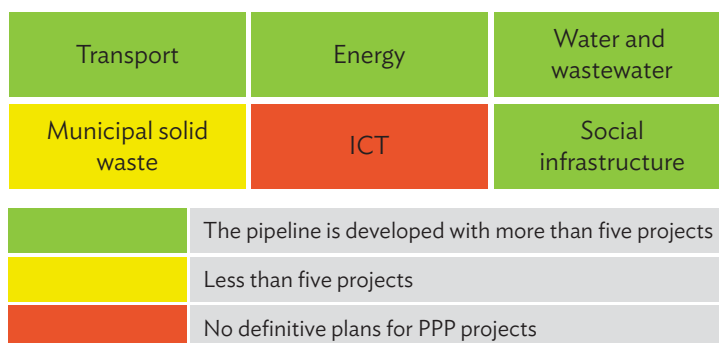 Transport
Energy
Water and
wastewater
Municipal solid
waste
ICT
Social
infrastructure
The pipeline is developed with more than five projects
Less than five projects
No definitive plans for PPP projects